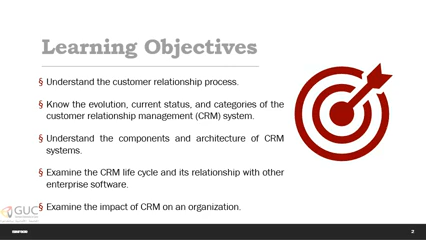 Learning Objectives
§ Understand the customer relationship process.
§ Know the evolution, current status, and categories of the
customer relationship management (CRM) system.
§ Understand the components and architecture of CRM
systems.
§ Examine the CRM life cycle and its relationship with other
enterprise software.
§ Examine the impact of CRM on an organization.
GUC
2